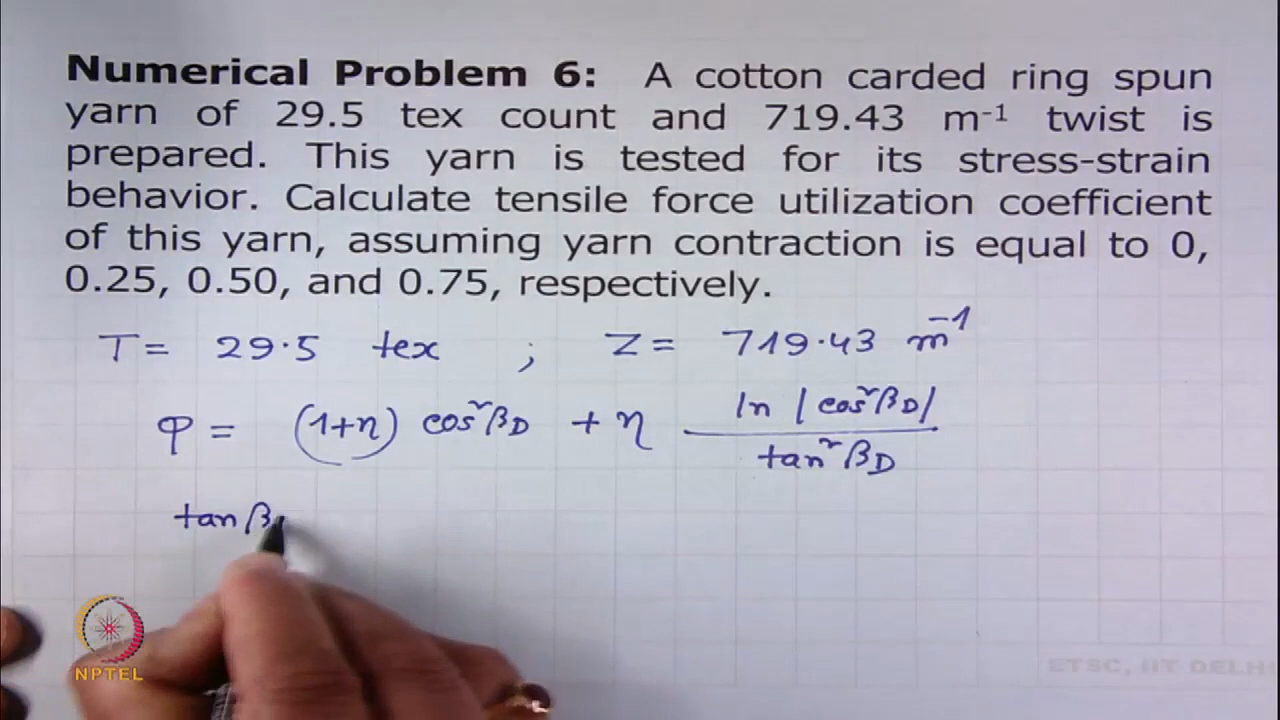 Numerical Problem 6: A cotton carded ring spun
yarn of 29.5 tex count and 719.43 m⁻¹ twist is
prepared. This yarn is tested for its stress-strain
behavior. Calculate tensile force utilization coefficient
of this yarn, assuming yarn contraction is equal to 0,
0.25, 0.50, and 0.75, respectively.
T = 29.5 tex ; Z = 719.43 m⁻¹
φ = (1+η) cos²β_D + η ln |cos²β_D| / tan²β_D
tan β
NPTEL
ETSC, IIT DELHI